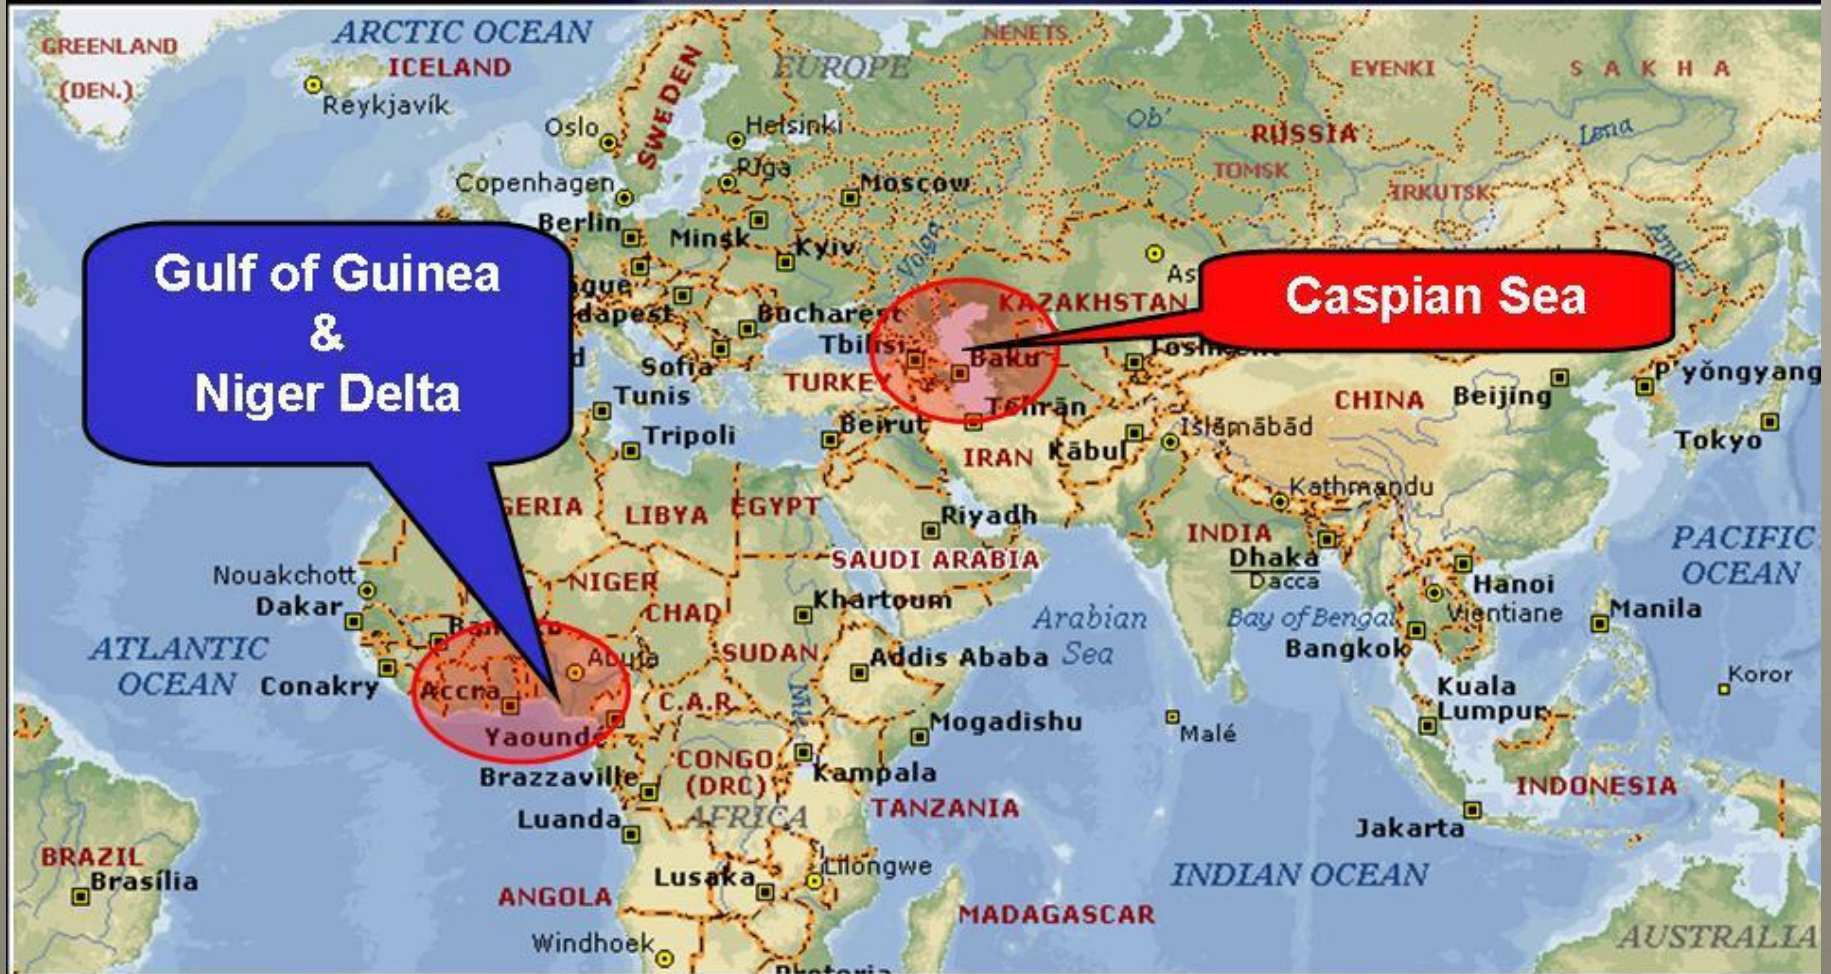 GREENLAND
(DEN.)
ARCTIC OCEAN
ICELAND
Reykjavík
EUROPE
NENETS
EVENKI
S A K H A
Oslo
SWEDEN
Helsinki
Rīga
Ob'
RUSSIA
Lena
Copenhagen
Moscow
TOMSK
IRKUTSK
Berlin
Minsk
Kyiv
Volga
Amur
Gulf of Guinea
&
Niger Delta
Caspian Sea
KAZAKHSTAN
Bucharest
Tbilisi
Baku
Sofia
TURKEY
Tehrān
Tunis
Beirut
Tripoli
IRAN
Kābul
Islāmābād
CHINA
Beijing
P'yŏngyang
Tokyo
Kathmandu
LIBYA
EGYPT
Riyadh
INDIA
Dhaka
Dacca
SAUDI ARABIA
PACIFIC
OCEAN
Nouakchott
Dakar
NIGER
CHAD
Khartoum
Arabian
Sea
Bay of Bengal
Hanoi
Vientiane
Manila
Bangkok
ATLANTIC
OCEAN
Conakry
Accra
Abuja
SUDAN
Addis Ababa
C.A.R.
Nile
Kuala
Lumpur
Koror
Yaoundé
Mogadishu
Malé
Brazzaville
CONGO
(DRC)
Kampala
INDONESIA
Luanda
AFRICA
TANZANIA
Jakarta
BRAZIL
Brasília
ANGOLA
Lusaka
Lilongwe
INDIAN OCEAN
MADAGASCAR
Windhoek
Pretoria
AUSTRALIA